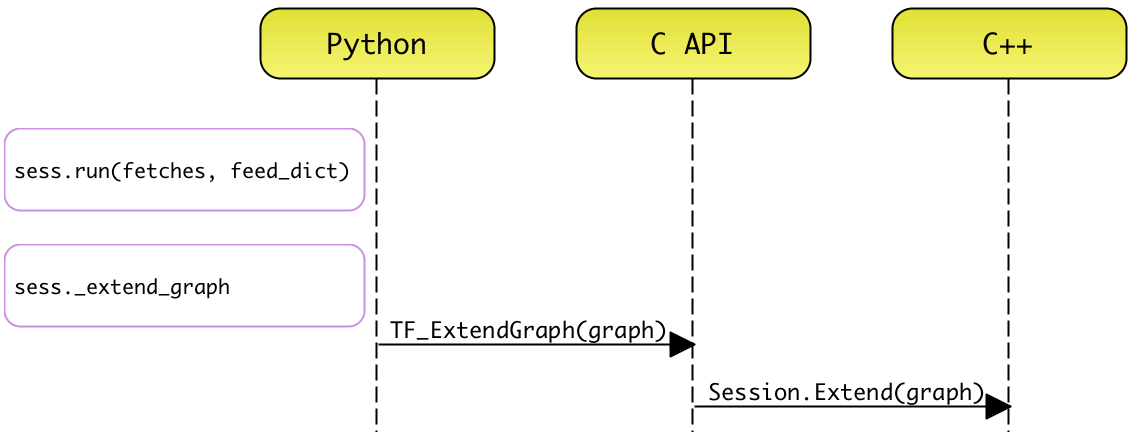 Python
C API
C++
sess.run(fetches, feed_dict)
sess._extend_graph
TF_ExtendGraph(graph)
Session.Extend(graph)